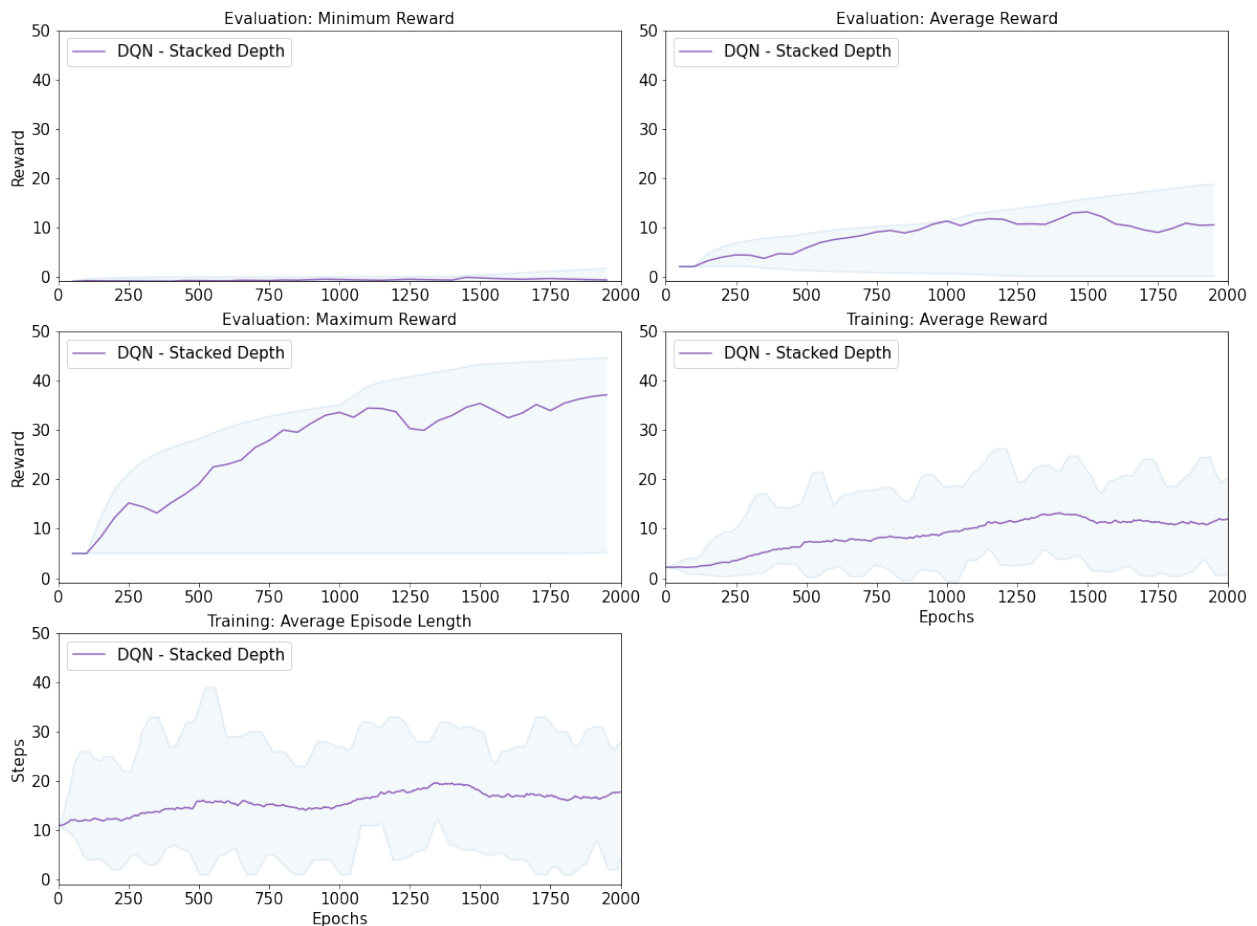 Evaluation: Minimum Reward
DQN - Stacked Depth
Reward
50
40
30
20
10
0
0 250 500 750 1000 1250 1500 1750 2000
Evaluation: Average Reward
DQN - Stacked Depth
50
40
30
20
10
0
0 250 500 750 1000 1250 1500 1750 2000
Evaluation: Maximum Reward
DQN - Stacked Depth
Reward
50
40
30
20
10
0
0 250 500 750 1000 1250 1500 1750 2000
Training: Average Reward
DQN - Stacked Depth
50
40
30
20
10
0
0 250 500 750 1000 1250 1500 1750 2000
Epochs
Training: Average Episode Length
DQN - Stacked Depth
Steps
50
40
30
20
10
0
0 250 500 750 1000 1250 1500 1750 2000
Epochs